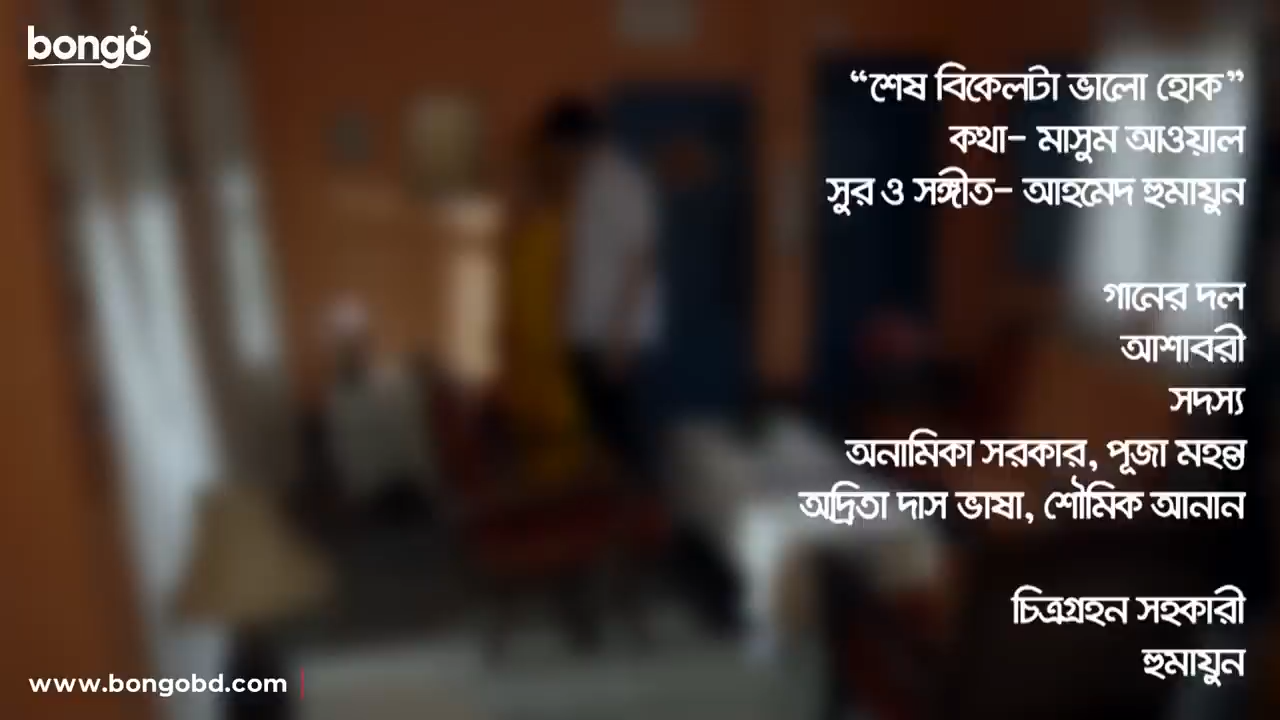 bongo
“শেষ বিকেলটা ভালো হোক”
কথা- মাসুম আওয়াল
সুর ও সঙ্গীত- আহমেদ হুমায়ুন
গানের দল
আশাবরী
সদস্য
অনামিকা সরকার, পূজা মহন্ত
অদ্রিতা দাস ভাষা, শৌমিক আনান
চিত্রগ্রহন সহকারী
হুমায়ুন
www.bongobd.com